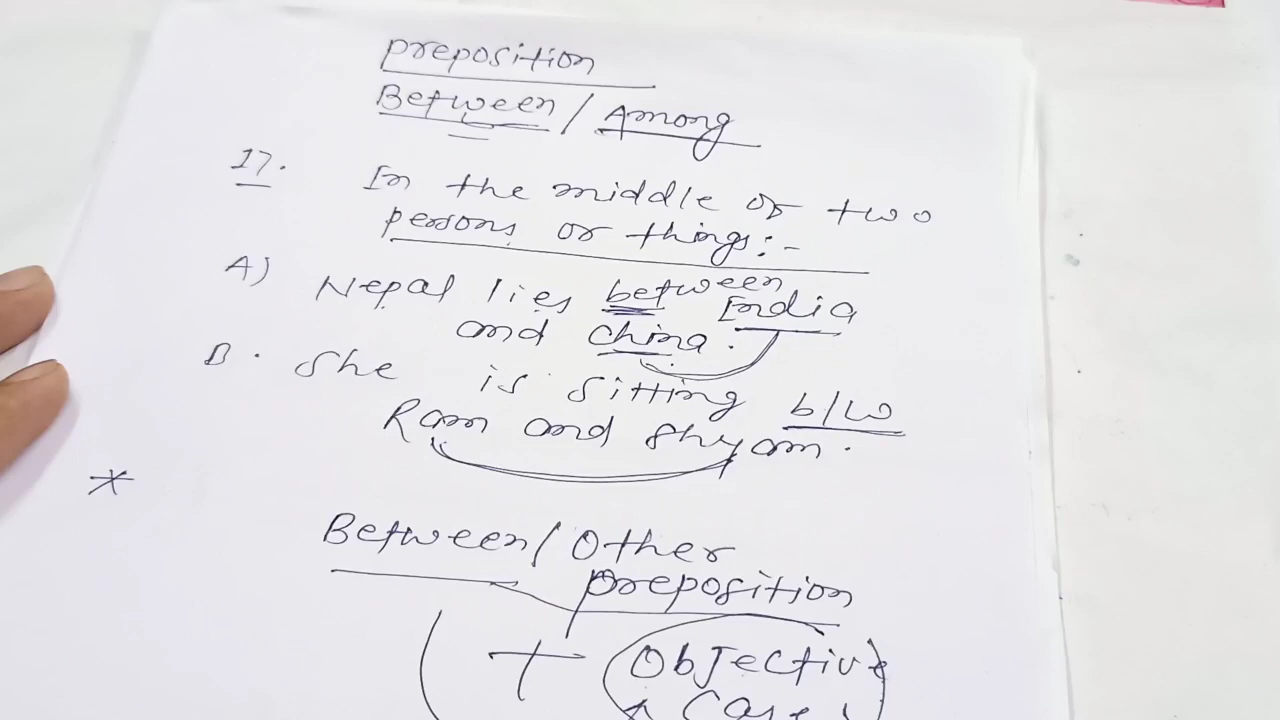 preposition
Between / Among
17. In the middle of two
persons or things:-
A) Nepal lies between
India
and China.
B. She is sitting b/w
Ram and Shyam.
*
Between / Other
preposition
+ Objective
Case